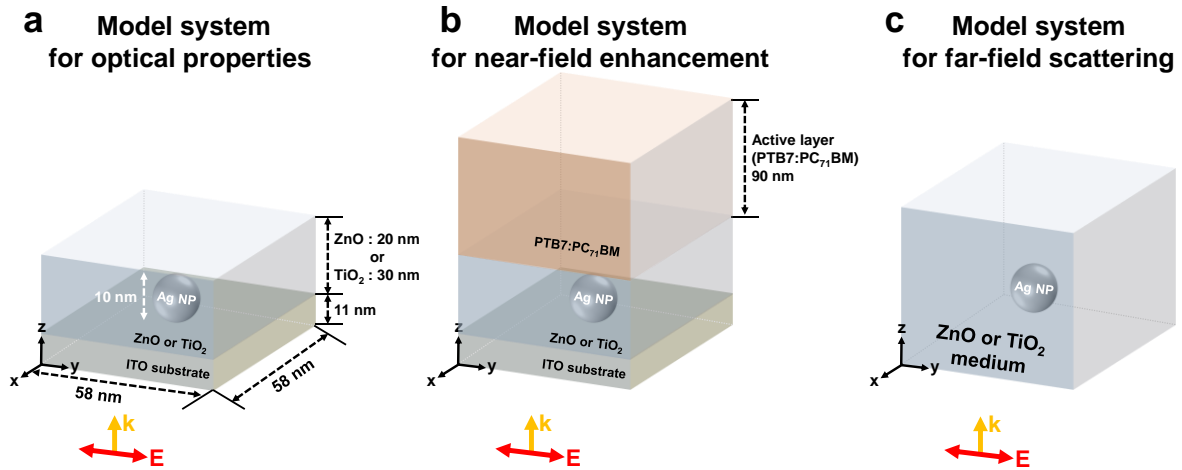 a
Model system
for optical properties
ZnO : 20 nm
or
TiO₂ : 30 nm
10 nm
Ag NP
11 nm
ZnO or TiO₂
ITO substrate
z
y
x
58 nm
58 nm
k
E
b
Model system
for near-field enhancement
Active layer
(PTB7:PC₇₁BM)
90 nm
PTB7:PC₇₁BM
Ag NP
ZnO or TiO₂
ITO substrate
z
y
x
k
E
c
Model system
for far-field scattering
Ag NP
ZnO or TiO₂
medium
z
y
x
k
E